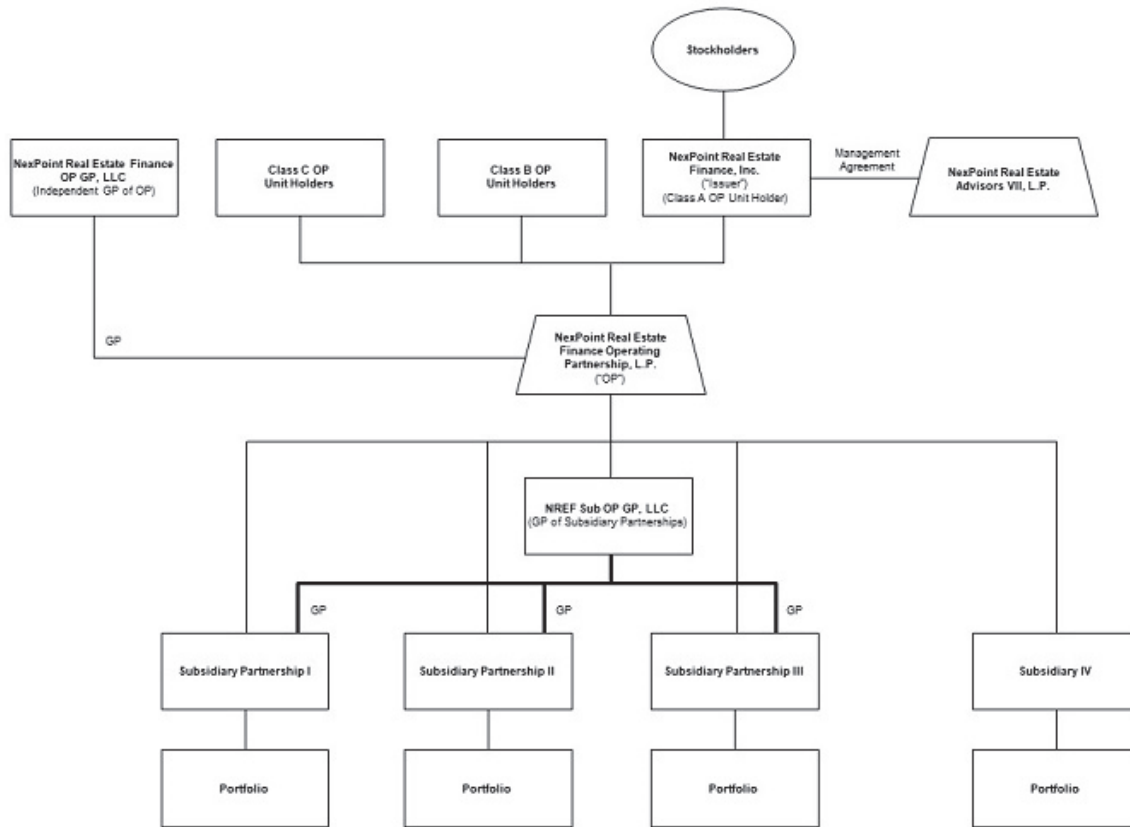 Stockholders
NexPoint Real Estate Finance
OP GP, LLC
(Independent GP of OP)
Class C OP
Unit Holders
Class B OP
Unit Holders
NexPoint Real Estate
Finance, Inc.
("Issuer")
(Class A OP Unit Holder)
Management
Agreement
NexPoint Real Estate
Advisors VII, L.P.
GP
NexPoint Real Estate
Finance Operating
Partnership, L.P.
("OP")
NREF Sub OP GP, LLC
(GP of Subsidiary Partnerships)
GP
GP
GP
Subsidiary Partnership I
Subsidiary Partnership II
Subsidiary Partnership III
Subsidiary IV
Portfolio
Portfolio
Portfolio
Portfolio